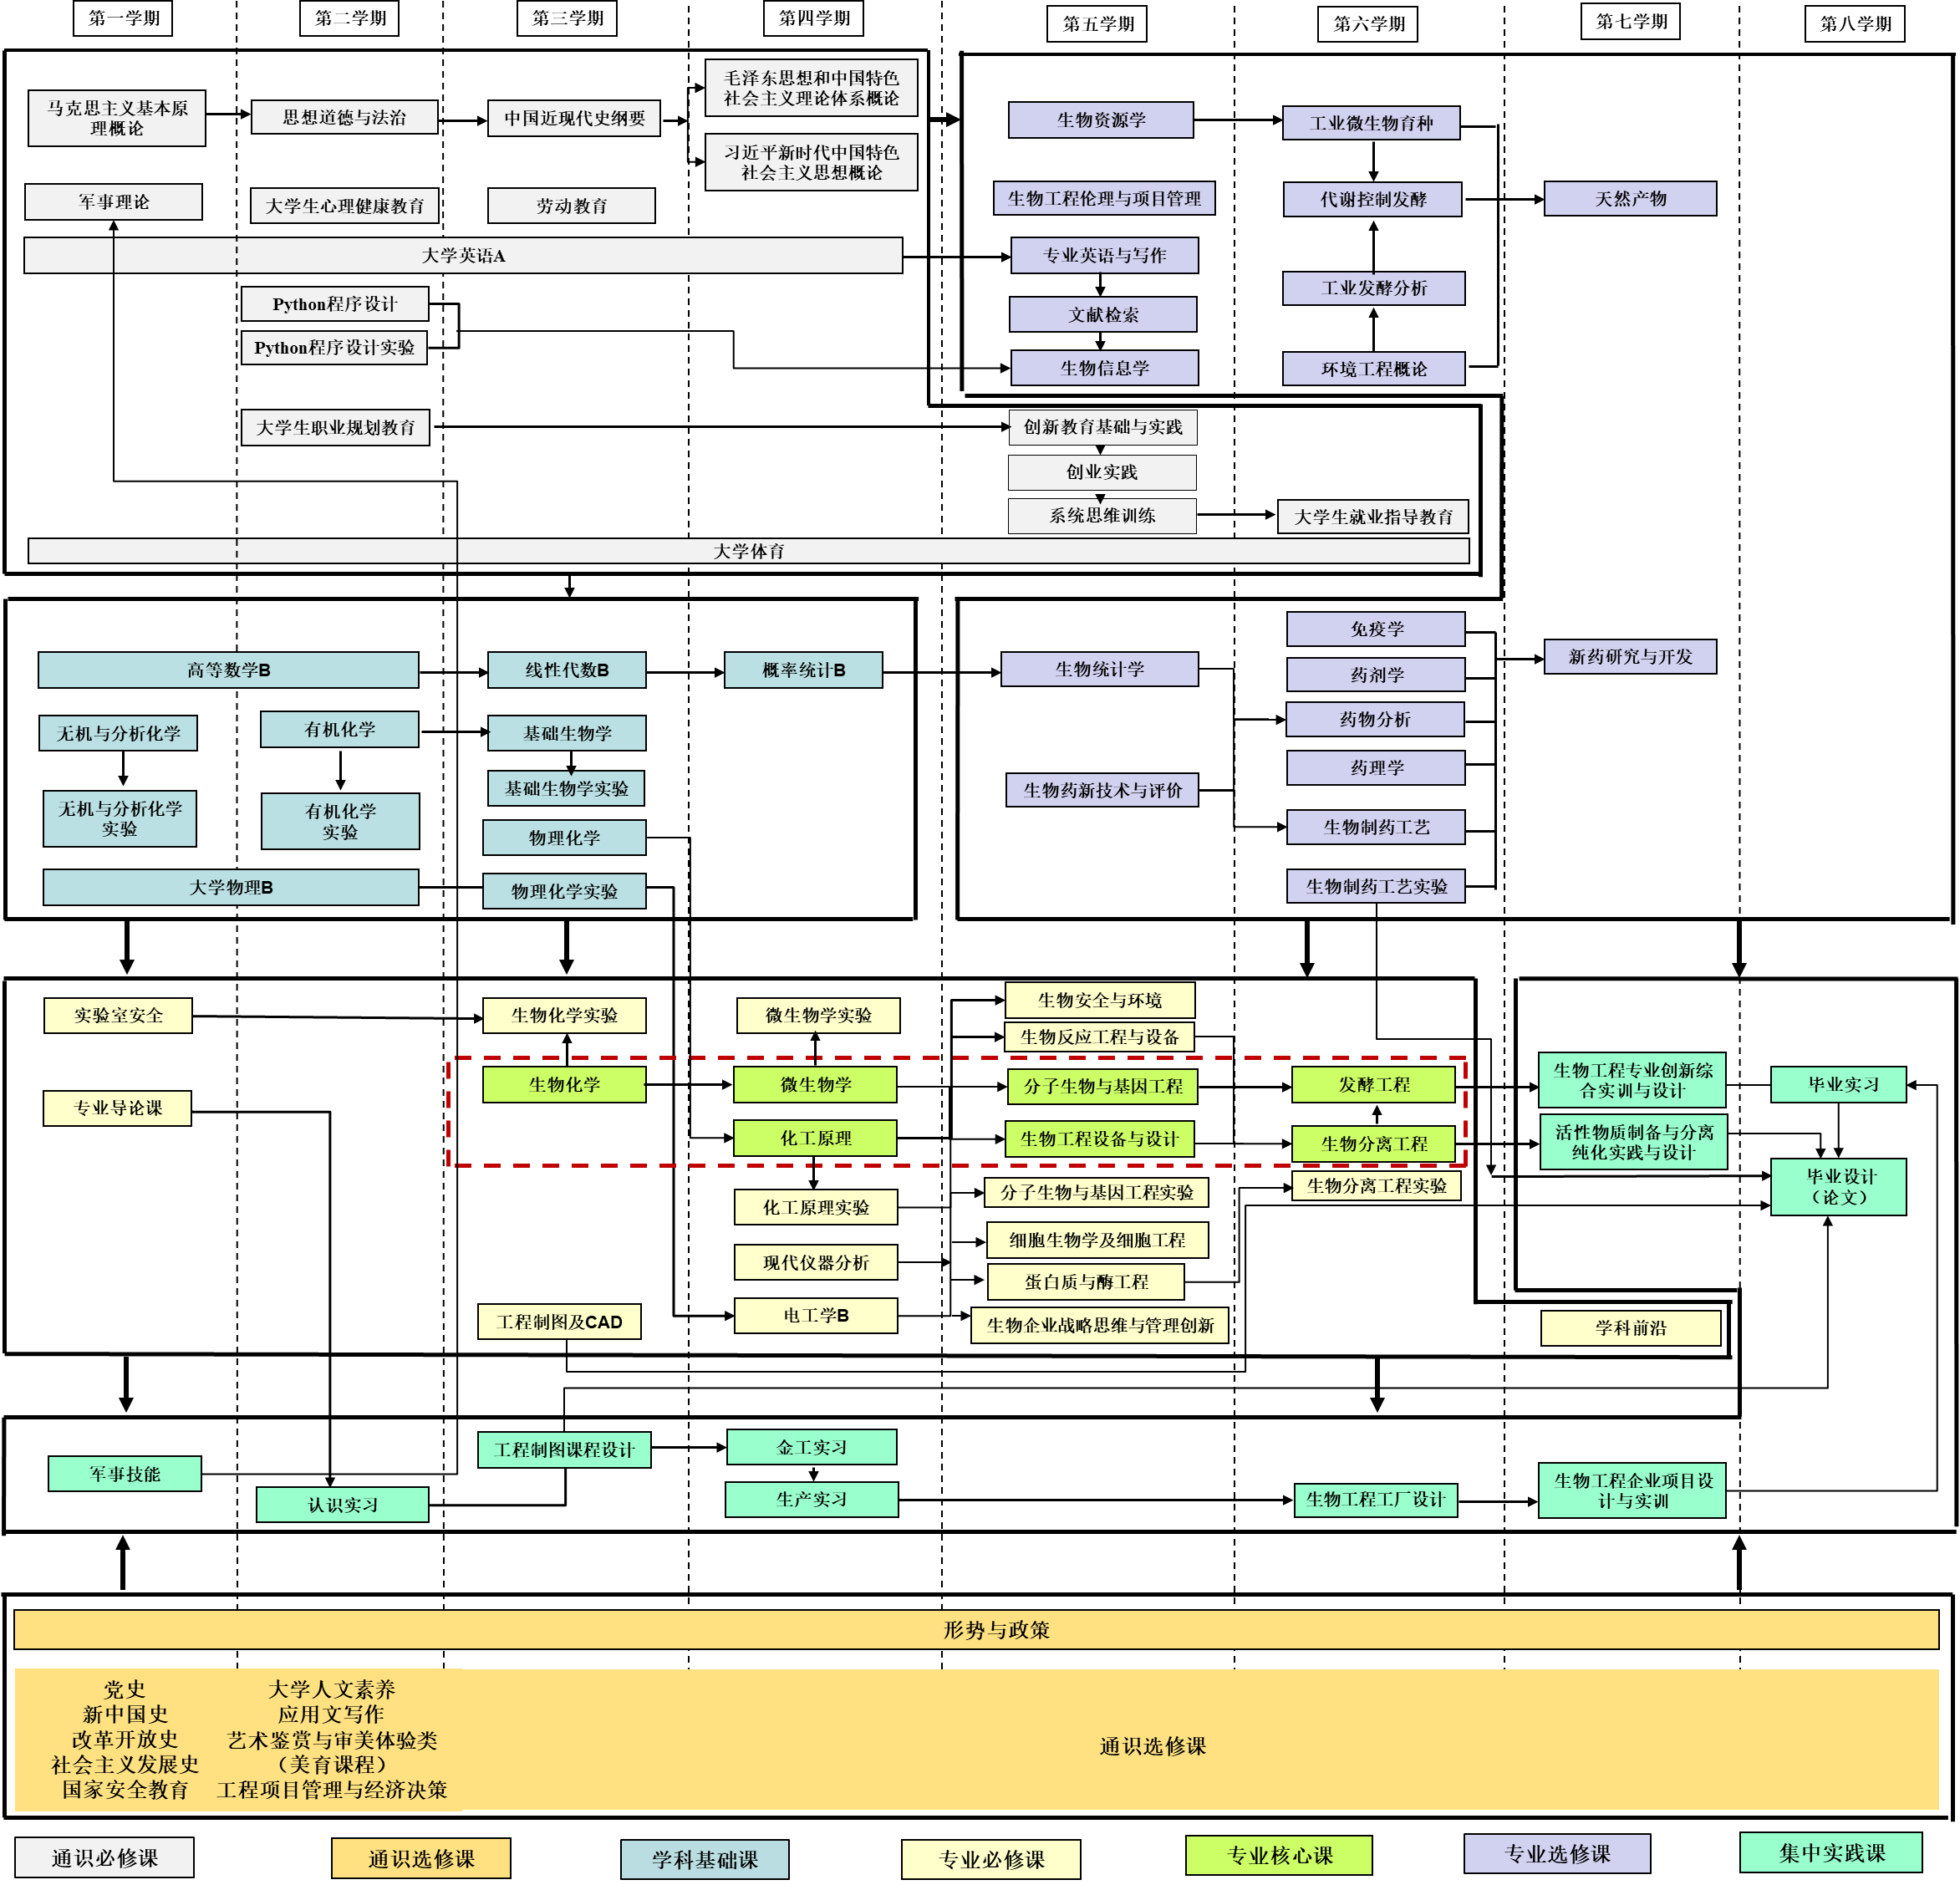 第一学期
第二学期
第三学期
第四学期
第五学期
第六学期
第七学期
第八学期
马克思主义基本原
理概论
思想道德与法治
中国近现代史纲要
毛泽东思想和中国特色
社会主义理论体系概论
习近平新时代中国特色
社会主义思想概论
军事理论
大学生心理健康教育
劳动教育
大学英语A
Python程序设计
Python程序设计实验
大学生职业规划教育
生物资源学
工业微生物育种
生物工程伦理与项目管理
代谢控制发酵
天然产物
专业英语与写作
工业发酵分析
文献检索
生物信息学
环境工程概论
创新教育基础与实践
创业实践
系统思维训练
大学生就业指导教育
大学体育
高等数学B
线性代数B
概率统计B
无机与分析化学
有机化学
基础生物学
基础生物学实验
无机与分析化学
实验
有机化学
实验
物理化学
大学物理B
物理化学实验
生物统计学
生物药新技术与评价
免疫学
药剂学
药物分析
药理学
生物制药工艺
生物制药工艺实验
新药研究与开发
实验室安全
生物化学实验
微生物学实验
生物安全与环境
生物反应工程与设备
专业导论课
生物化学
微生物学
分子生物与基因工程
发酵工程
化工原理
生物工程设备与设计
生物分离工程
化工原理实验
分子生物与基因工程实验
生物分离工程实验
现代仪器分析
细胞生物学及细胞工程
蛋白质与酶工程
工程制图及CAD
电工学B
生物企业战略思维与管理创新
学科前沿
生物工程专业创新综
合实训与设计
毕业实习
活性物质制备与分离
纯化实践与设计
毕业设计
（论文）
军事技能
认识实习
工程制图课程设计
金工实习
生产实习
生物工程工厂设计
生物工程企业项目设
计与实训
形势与政策
党史
新中国史
改革开放史
社会主义发展史
国家安全教育
大学人文素养
应用文写作
艺术鉴赏与审美体验类
（美育课程）
工程项目管理与经济决策
通识选修课
通识必修课
通识选修课
学科基础课
专业必修课
专业核心课
专业选修课
集中实践课